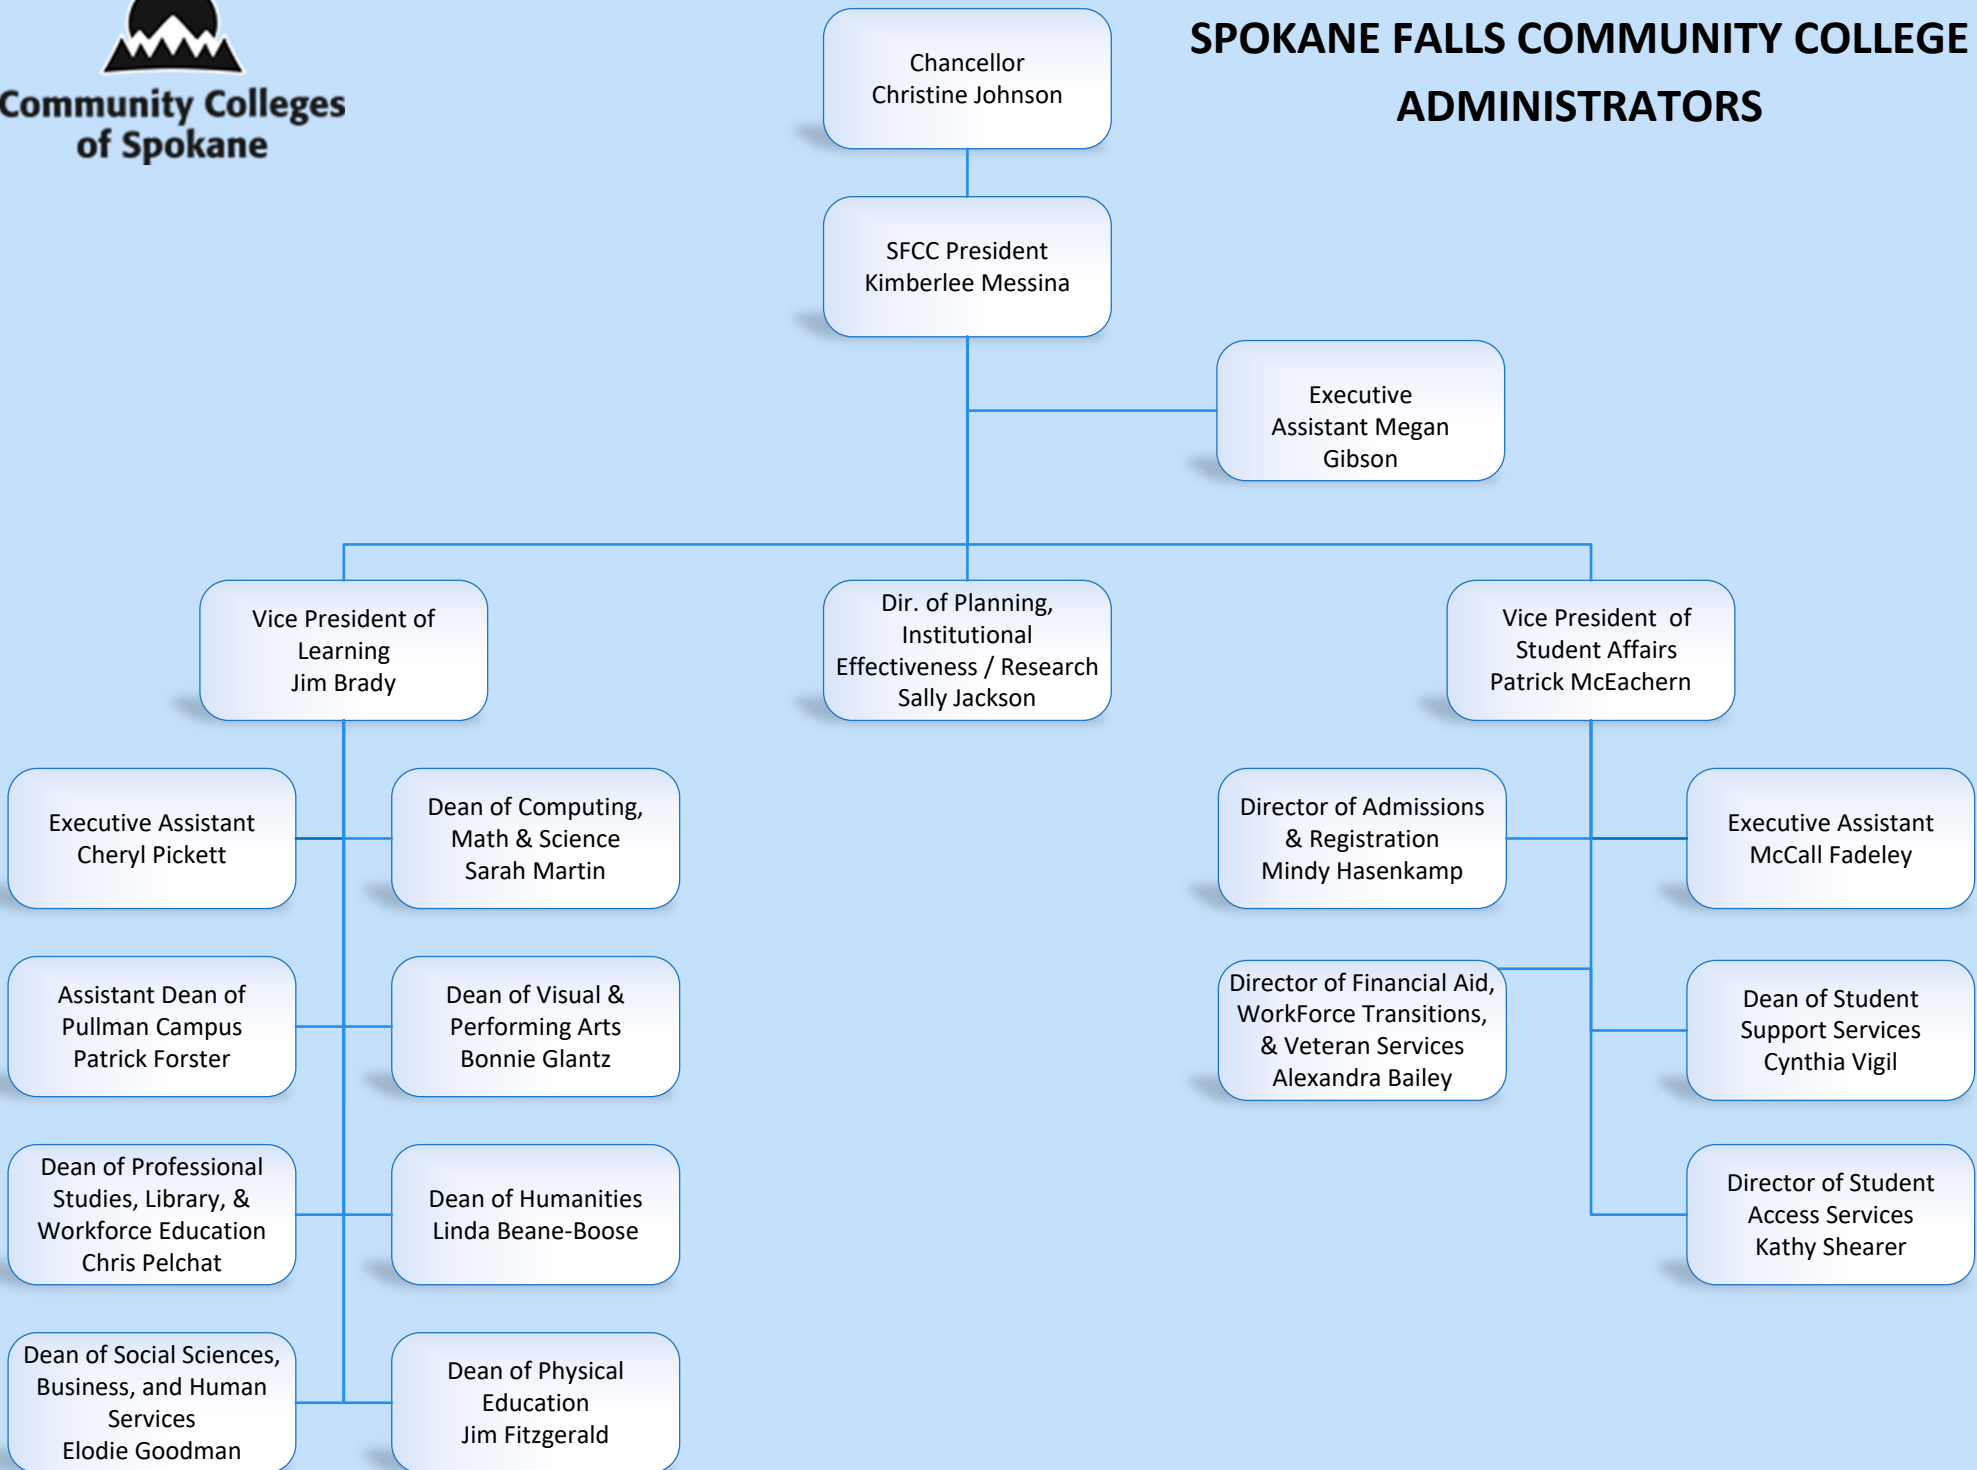 Community Colleges
of Spokane
SPOKANE FALLS COMMUNITY COLLEGE
ADMINISTRATORS
Chancellor
Christine Johnson
SFCC President
Kimberlee Messina
Executive
Assistant Megan
Gibson
Vice President of
Learning
Jim Brady
Dir. of Planning,
Institutional
Effectiveness / Research
Sally Jackson
Vice President of
Student Affairs
Patrick McEachern
Executive Assistant
Cheryl Pickett
Dean of Computing,
Math & Science
Sarah Martin
Director of Admissions
& Registration
Mindy Hasenkamp
Executive Assistant
McCall Fadeley
Assistant Dean of
Pullman Campus
Patrick Forster
Dean of Visual &
Performing Arts
Bonnie Glantz
Director of Financial Aid,
WorkForce Transitions,
& Veteran Services
Alexandra Bailey
Dean of Student
Support Services
Cynthia Vigil
Dean of Professional
Studies, Library, &
Workforce Education
Chris Pelchat
Dean of Humanities
Linda Beane-Boose
Director of Student
Access Services
Kathy Shearer
Dean of Social Sciences,
Business, and Human
Services
Elodie Goodman
Dean of Physical
Education
Jim Fitzgerald